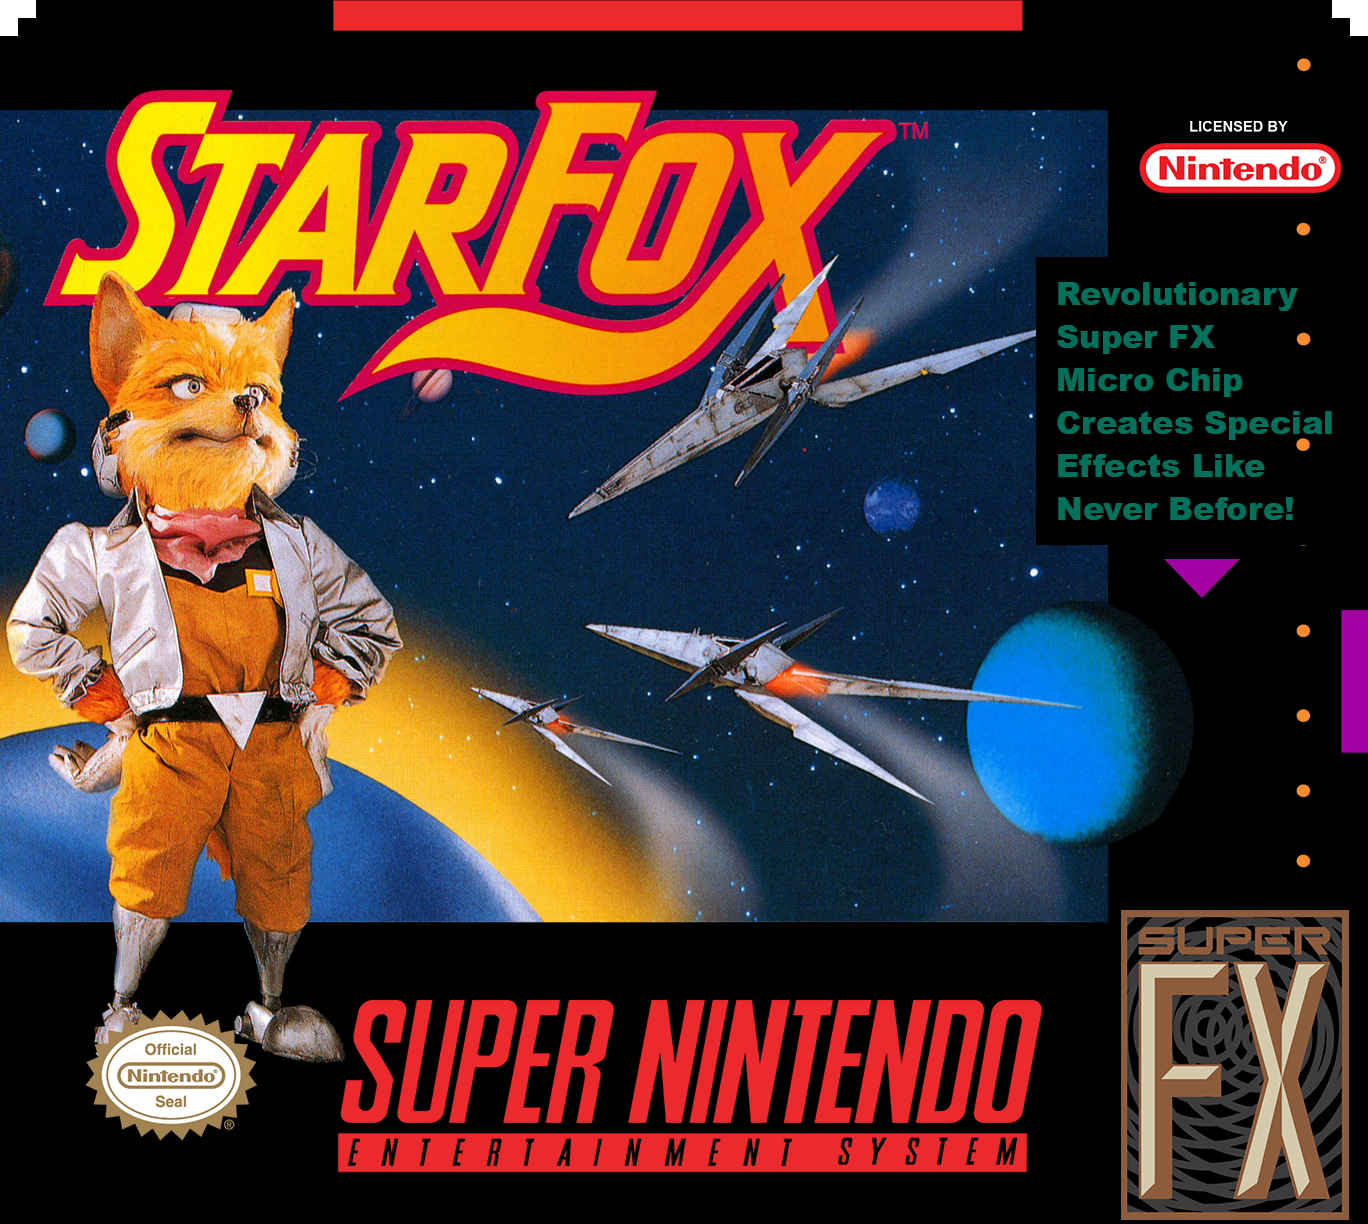 STARFOX™
LICENSED BY
Nintendo®
Revolutionary
Super FX
Micro Chip
Creates Special
Effects Like
Never Before!
SUPER
FX
Official
Nintendo®
Seal
®
SUPER NINTENDO
ENTERTAINMENT SYSTEM